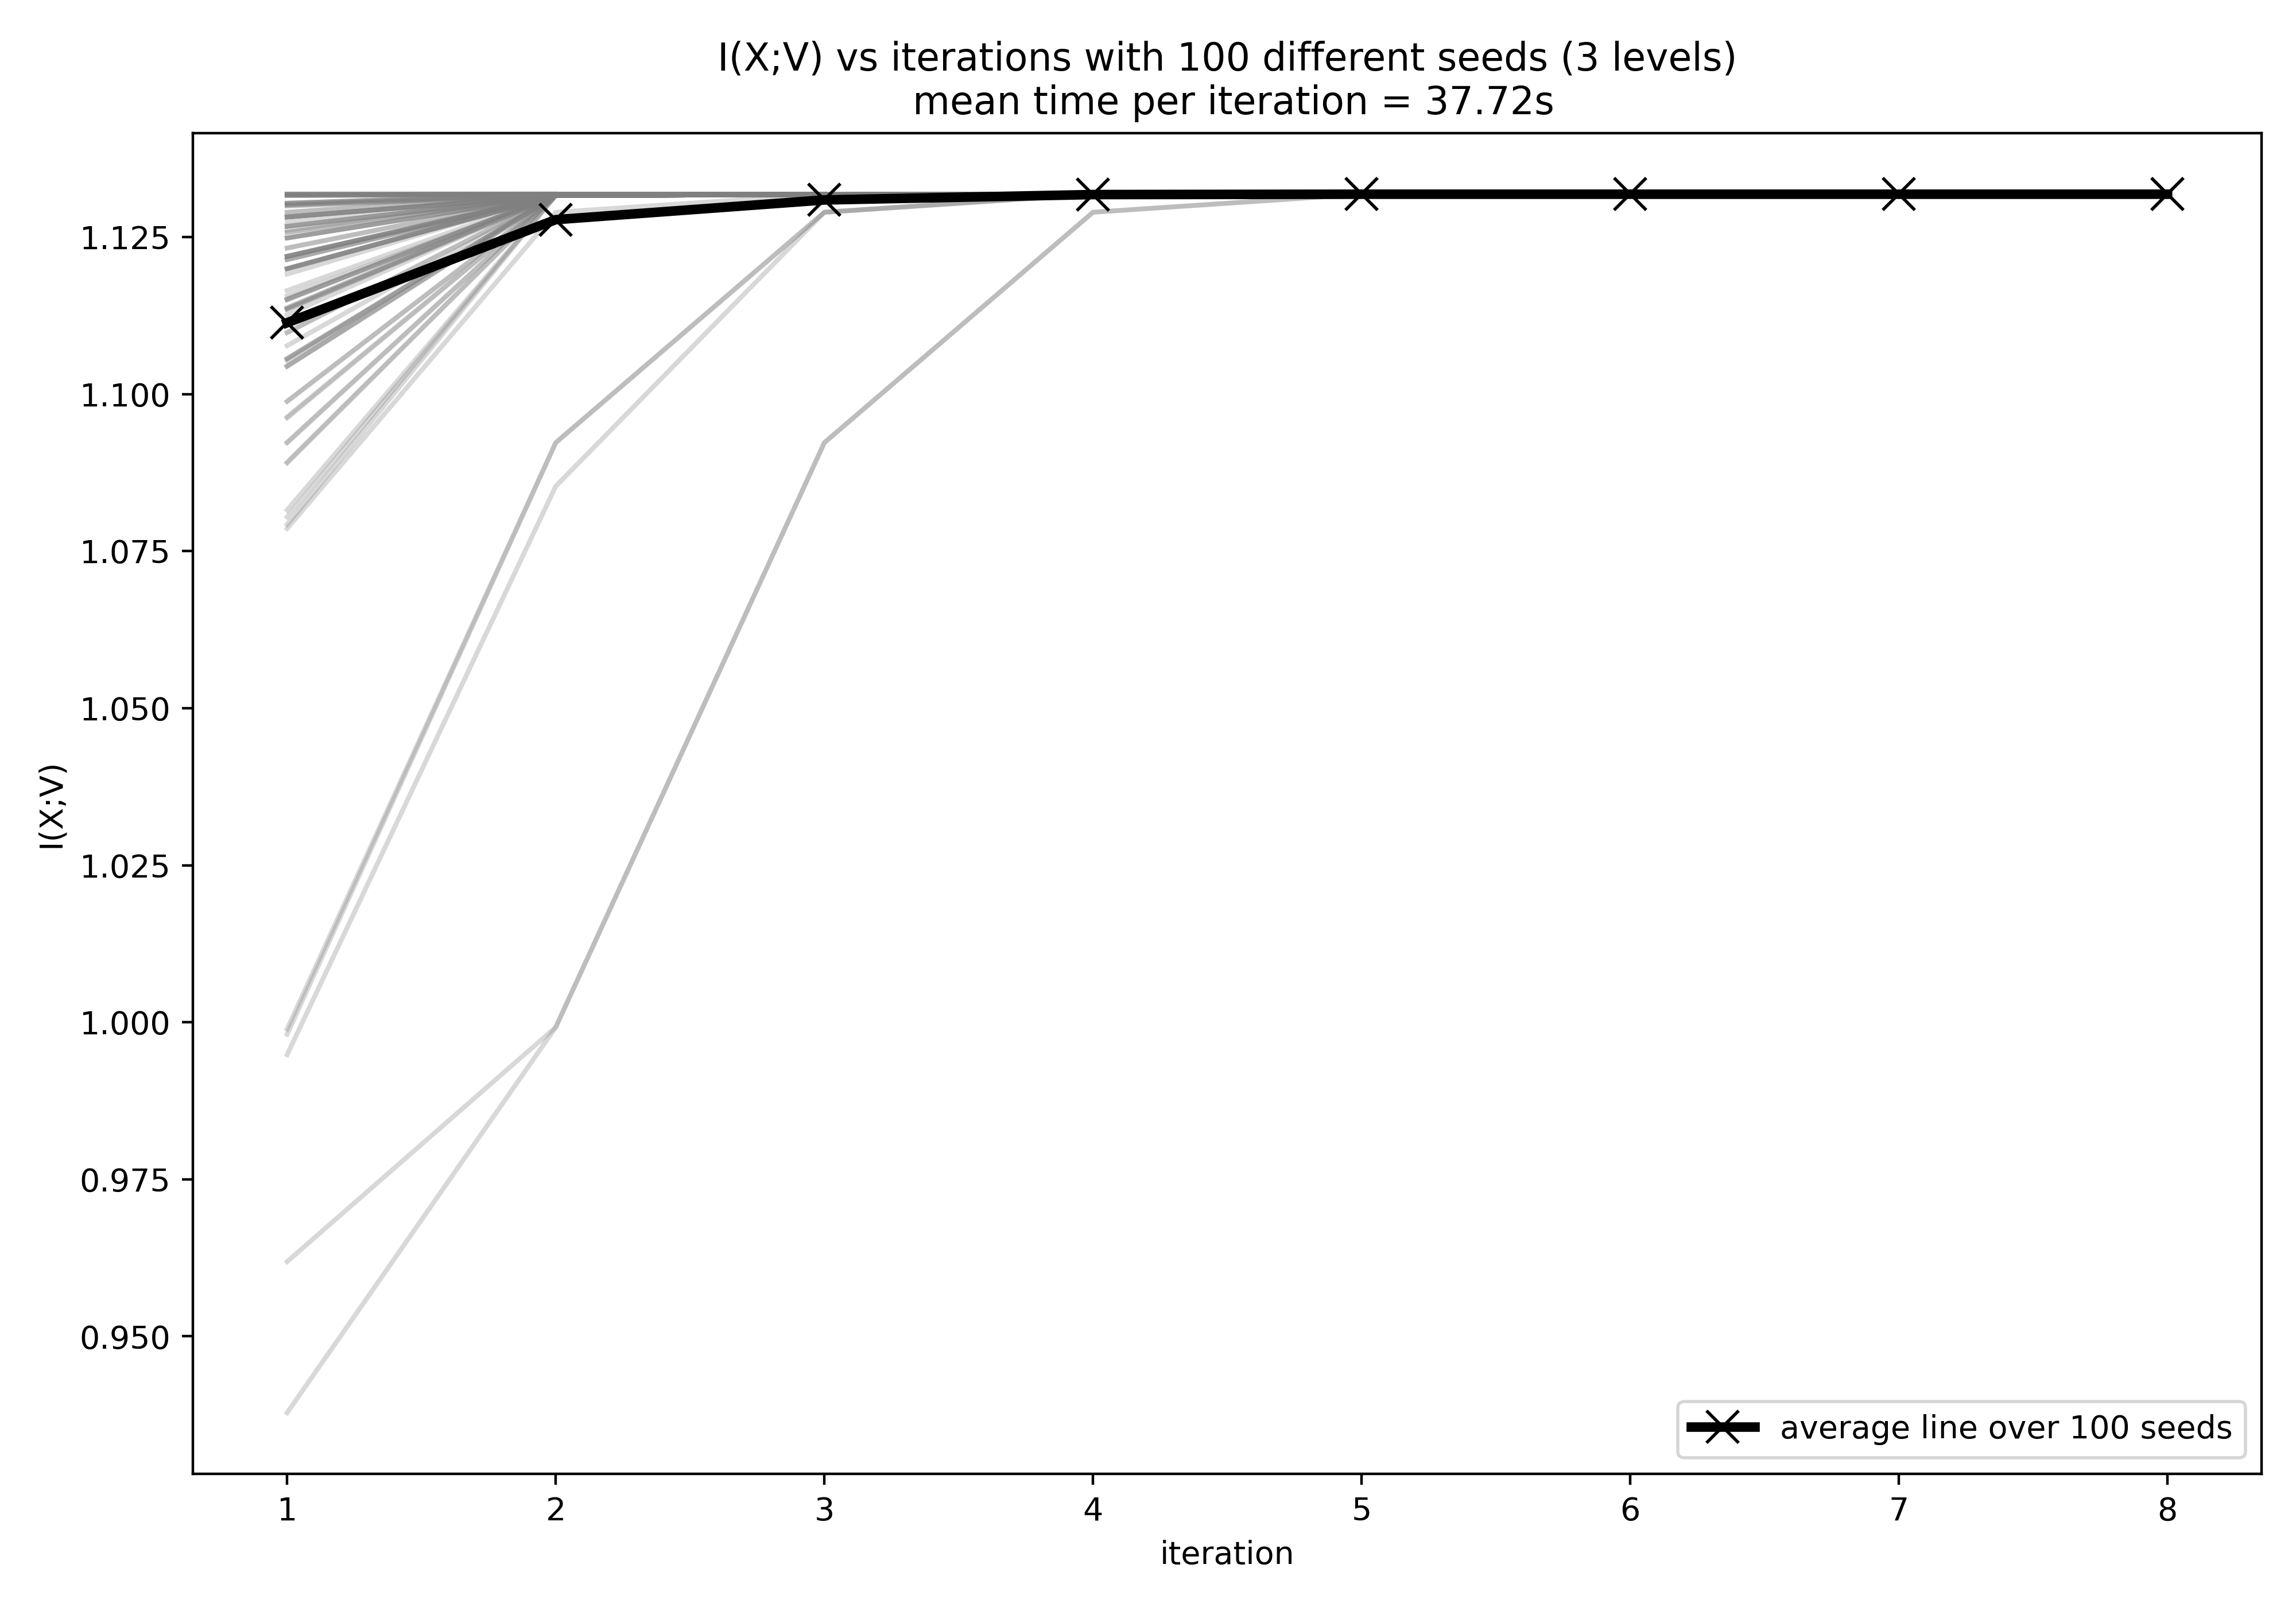 I(X;V) vs iterations with 100 different seeds (3 levels)
mean time per iteration = 37.72s
I(X;V)
1.125
1.100
1.075
1.050
1.025
1.000
0.975
0.950
average line over 100 seeds
1 2 3 4 5 6 7 8
iteration